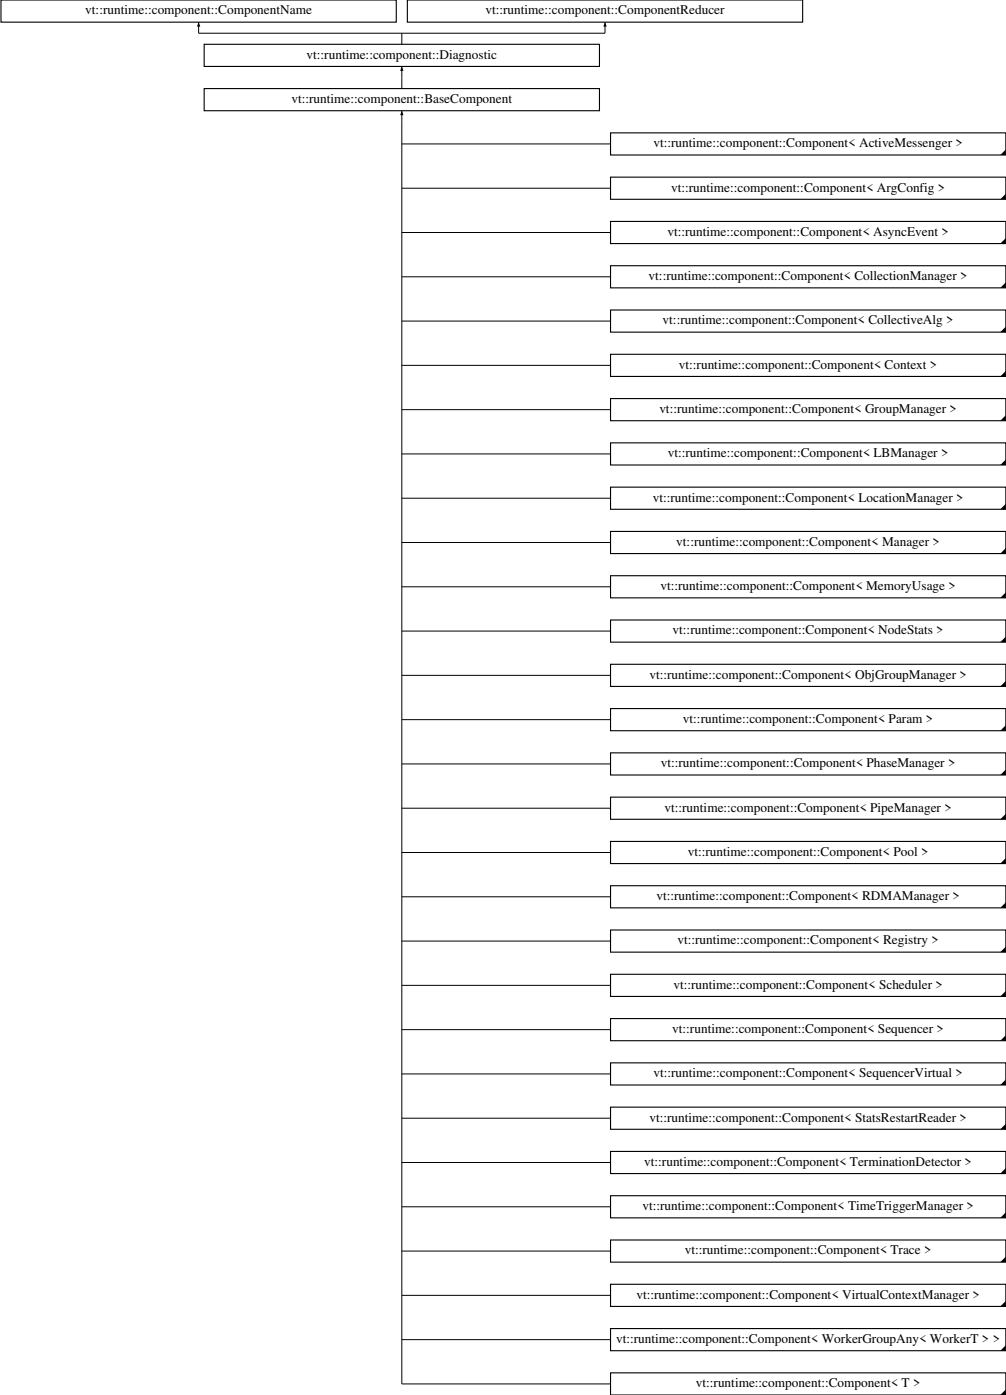 vt::runtime::component::ComponentName
vt::runtime::component::ComponentReducer
vt::runtime::component::Diagnostic
vt::runtime::component::BaseComponent
vt::runtime::component::Component< ActiveMessenger >
vt::runtime::component::Component< ArgConfig >
vt::runtime::component::Component< AsyncEvent >
vt::runtime::component::Component< CollectionManager >
vt::runtime::component::Component< CollectiveAlg >
vt::runtime::component::Component< Context >
vt::runtime::component::Component< GroupManager >
vt::runtime::component::Component< LBManager >
vt::runtime::component::Component< LocationManager >
vt::runtime::component::Component< Manager >
vt::runtime::component::Component< MemoryUsage >
vt::runtime::component::Component< NodeStats >
vt::runtime::component::Component< ObjGroupManager >
vt::runtime::component::Component< Param >
vt::runtime::component::Component< PhaseManager >
vt::runtime::component::Component< PipeManager >
vt::runtime::component::Component< Pool >
vt::runtime::component::Component< RDMAManager >
vt::runtime::component::Component< Registry >
vt::runtime::component::Component< Scheduler >
vt::runtime::component::Component< Sequencer >
vt::runtime::component::Component< SequencerVirtual >
vt::runtime::component::Component< StatsRestartReader >
vt::runtime::component::Component< TerminationDetector >
vt::runtime::component::Component< TimeTriggerManager >
vt::runtime::component::Component< Trace >
vt::runtime::component::Component< VirtualContextManager >
vt::runtime::component::Component< WorkerGroupAny< WorkerT > >
vt::runtime::component::Component< T >